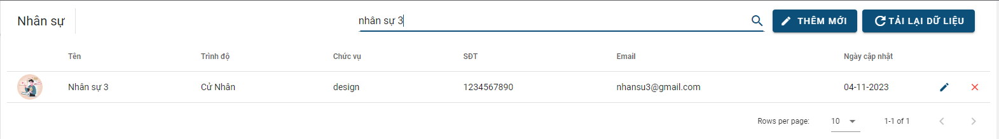 Nhân sự nhân sự 3 THÊM MỚI TẢI LẠI DỮ LIỆU
Tên Trình độ Chức vụ SĐT Email Ngày cập nhật
Nhân sự 3 Cử Nhân design 1234567890 nhansu3@gmail.com 04-11-2023
Rows per page: 10 1-1 of 1